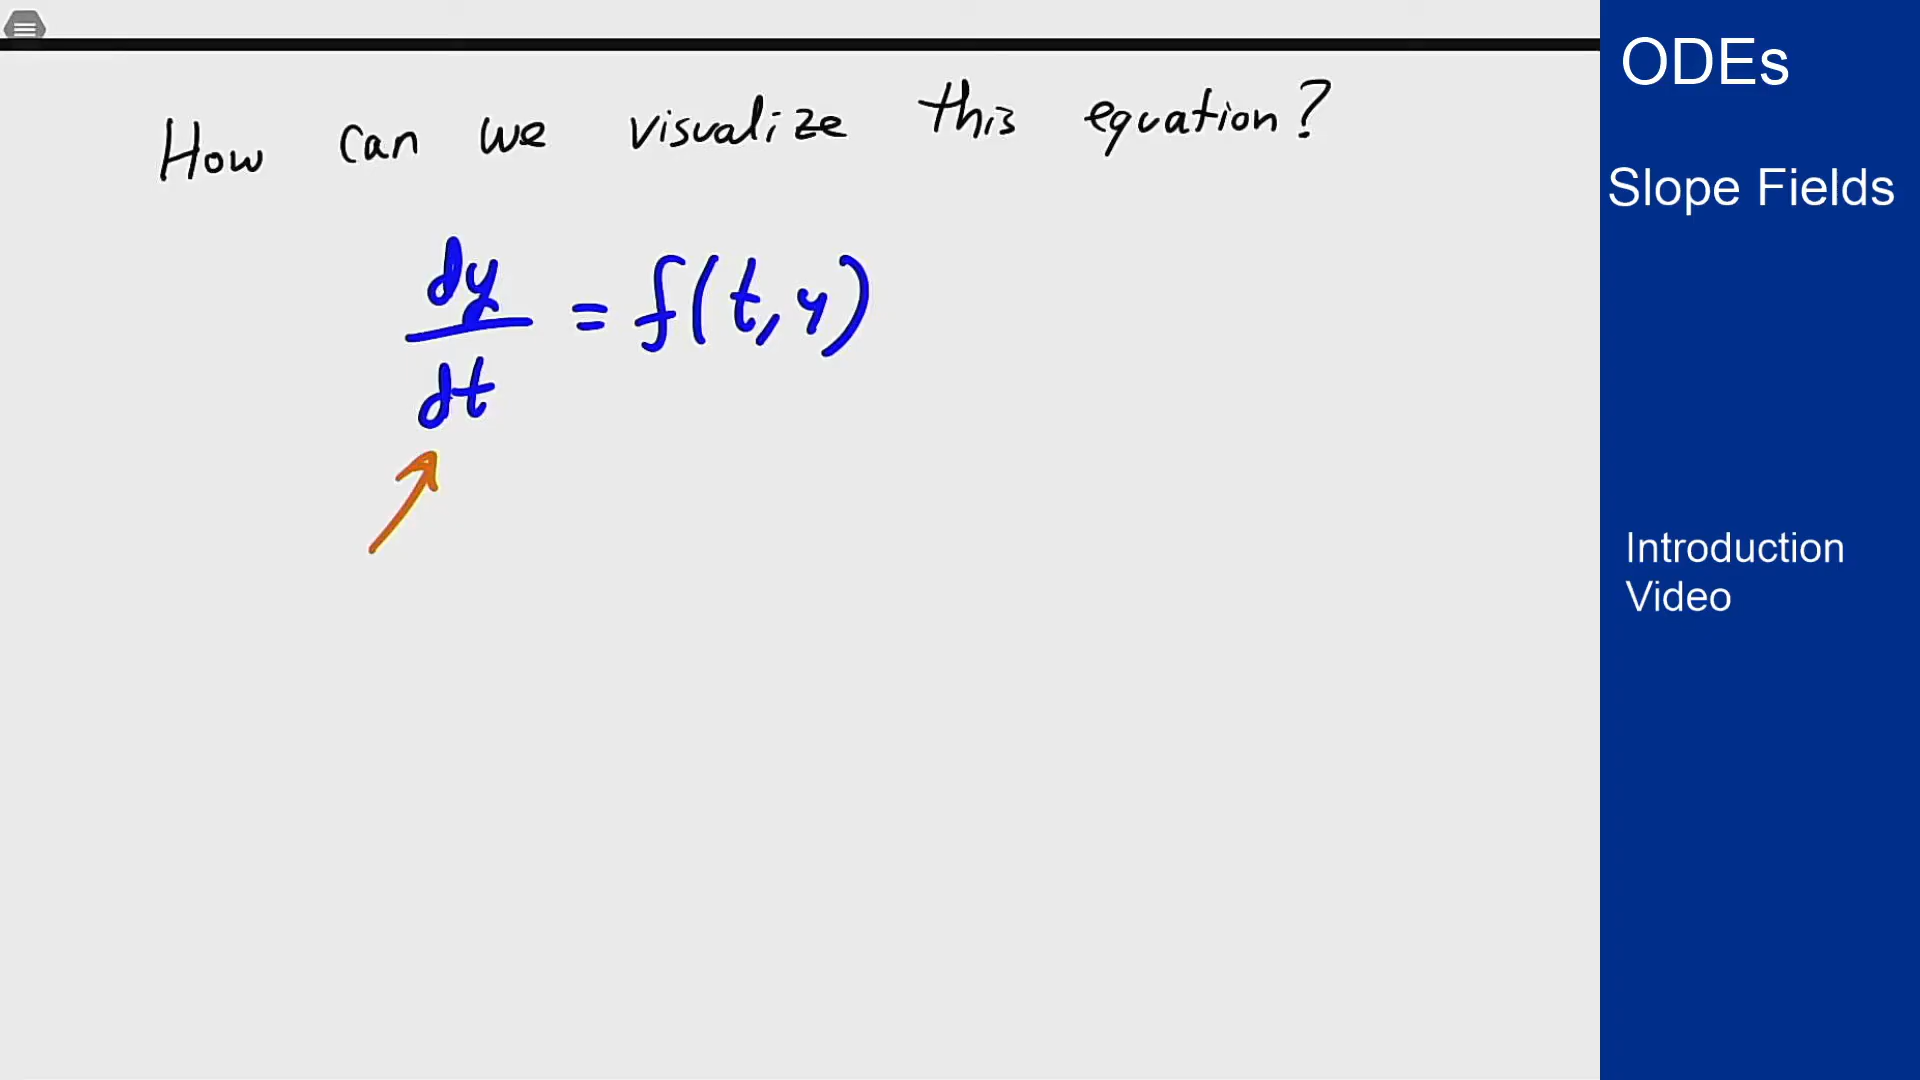 How can we visualize this equation?
dy/dt = f(t, y)
ODEs
Slope Fields
Introduction
Video